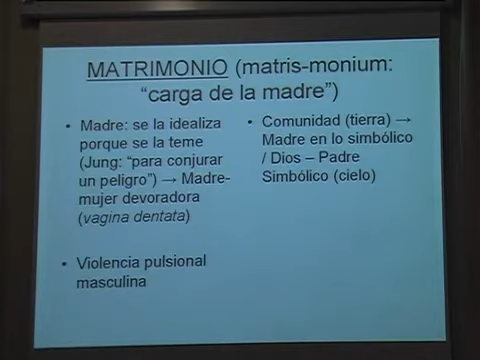 MATRIMONIO (matris-monium:
“carga de la madre”)
• Madre: se la idealiza
porque se la teme
(Jung: “para conjurar
un peligro”) → Madre-
mujer devoradora
(vagina dentata)
• Violencia pulsional
masculina
• Comunidad (tierra) →
Madre en lo simbólico
/ Dios – Padre
Simbólico (cielo)